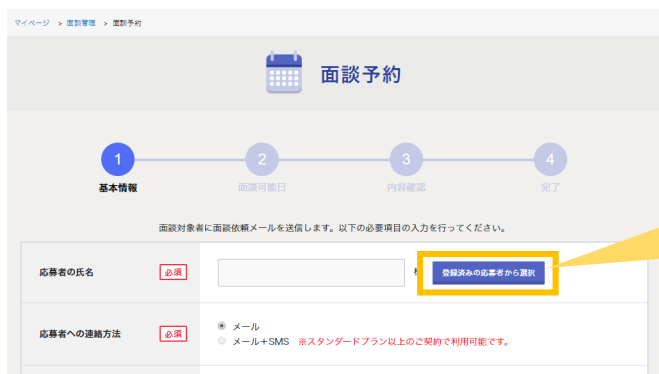 マイページ > 面談管理 > 面談予約
面談予約
1 2 3 4
基本情報 面談可能日 内容確認 完了
面談対象者に面談依頼メールを送信します。以下の必要項目の入力を行ってください。
応募者の氏名 必須 登録済みの応募者から選択
応募者への連絡方法 必須 メール
メール+SMS ※スタンダードプラン以上のご契約で利用可能です。